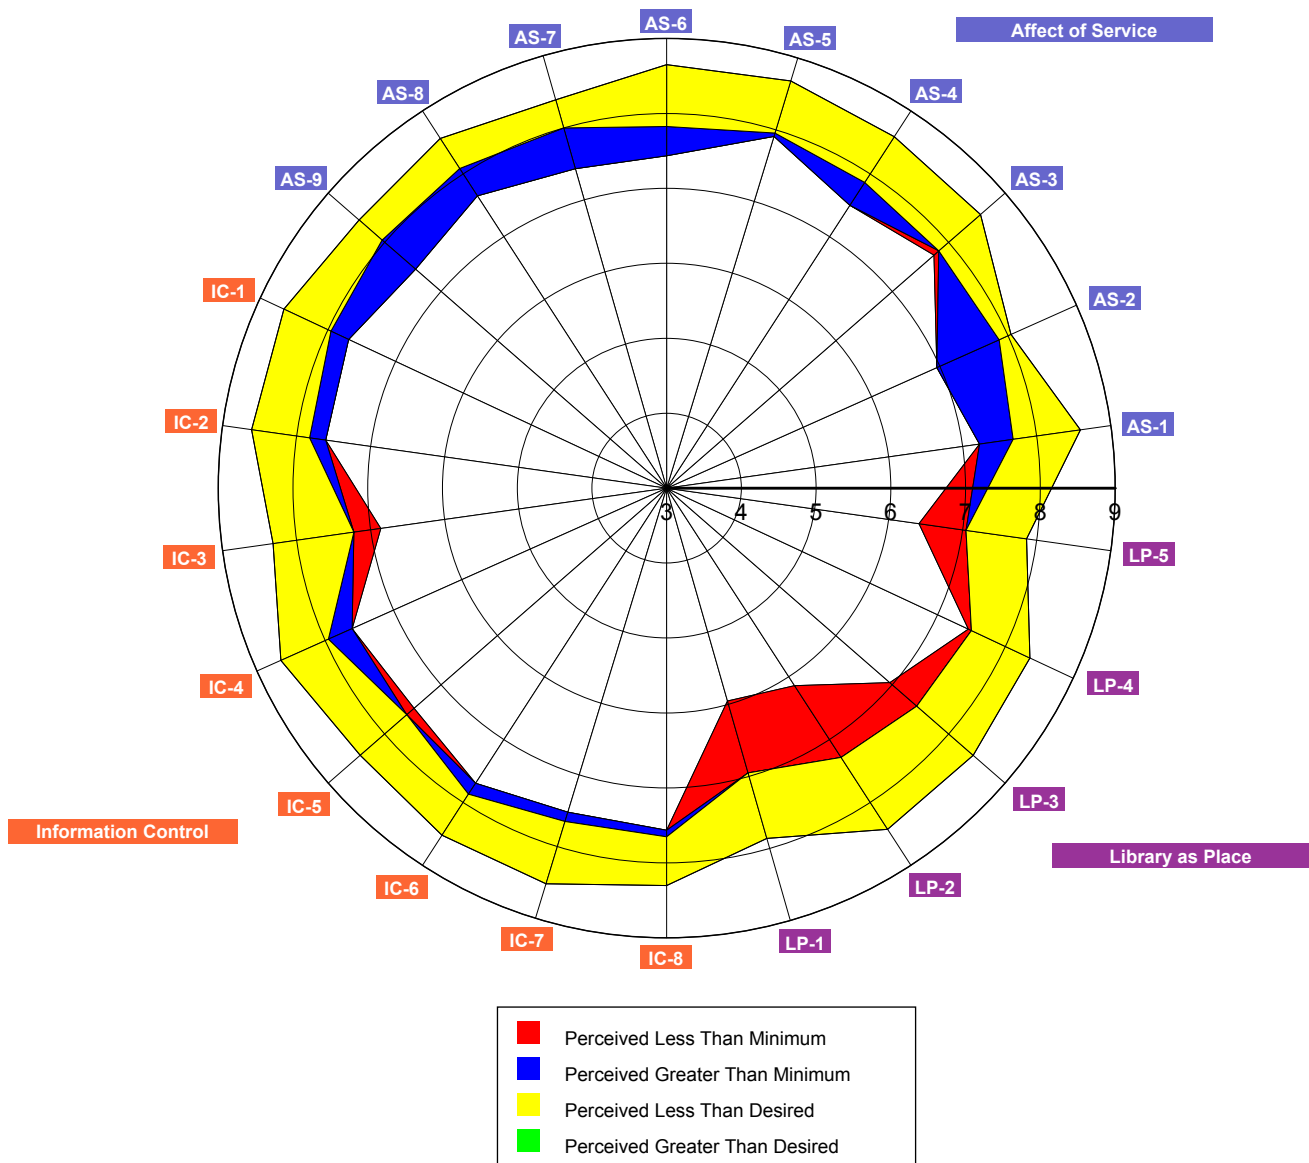 AS-6
Affect of Service
AS-7
AS-5
AS-8
AS-4
AS-9
AS-3
IC-1
AS-2
IC-2
AS-1
3 4 5 6 7 8 9
IC-3
LP-5
IC-4
LP-4
IC-5
LP-3
Information Control
Library as Place
IC-6
LP-2
IC-7
LP-1
IC-8
Perceived Less Than Minimum
Perceived Greater Than Minimum
Perceived Less Than Desired
Perceived Greater Than Desired